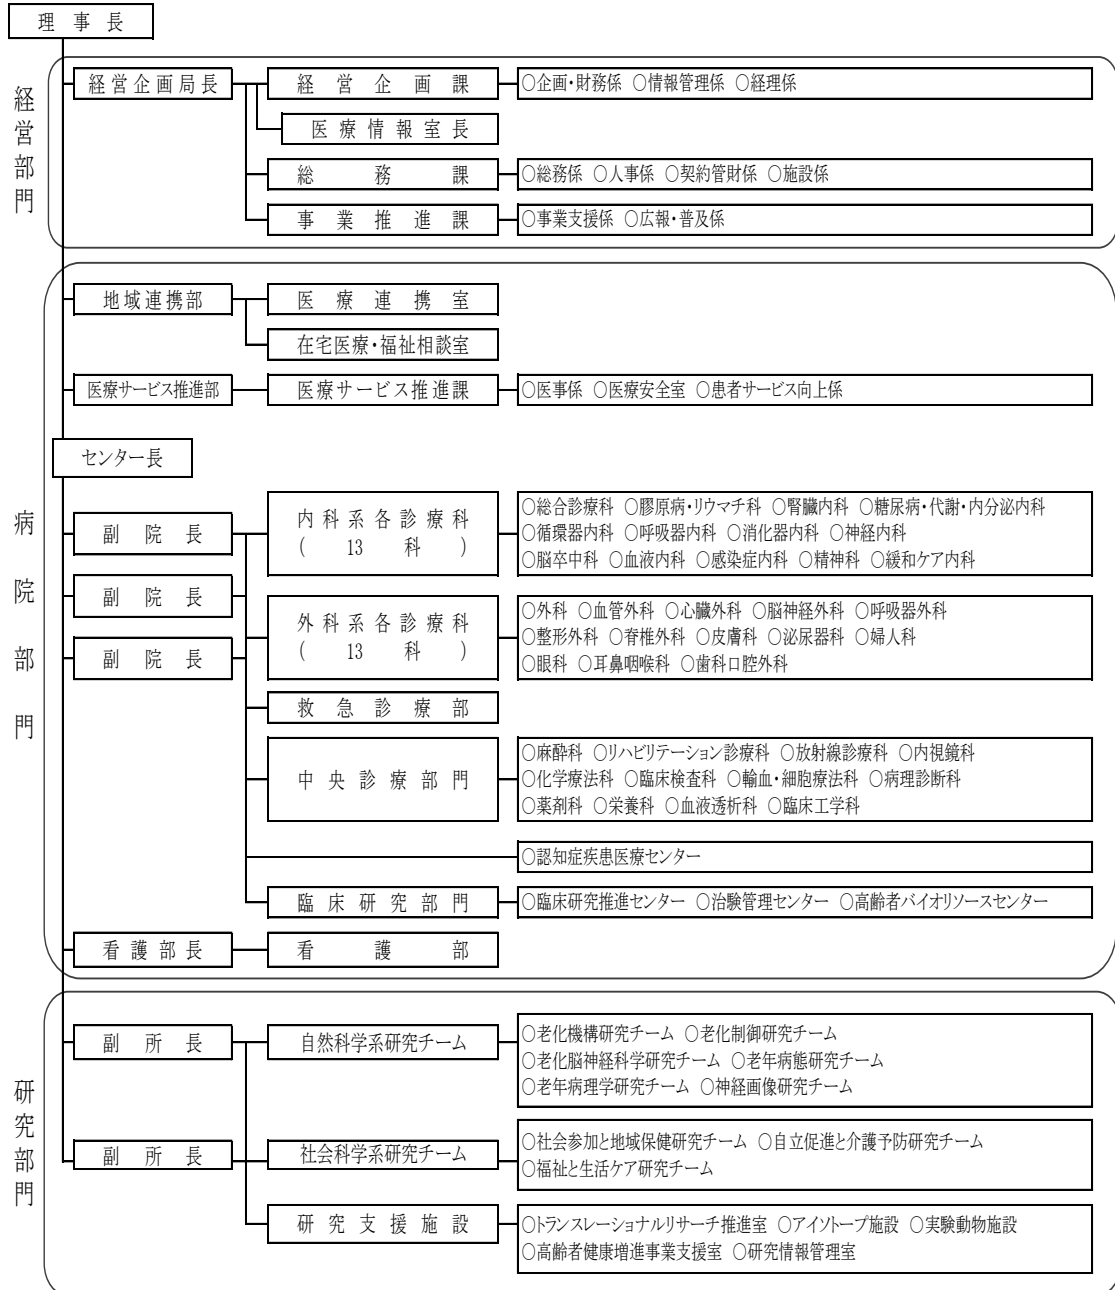 理事長
経営部門
経営企画局長
経営企画課
○企画・財務係 ○情報管理係 ○経理係
医療情報室長
総務課
○総務係 ○人事係 ○契約管財係 ○施設係
事業推進課
○事業支援係 ○広報・普及係
病院部門
地域連携部
医療連携室
在宅医療・福祉相談室
医療サービス推進部
医療サービス推進課
○医事係 ○医療安全室 ○患者サービス向上係
センター長
副院長
副院長
副院長
内科系各診療科
( 13 科 )
○総合診療科 ○膠原病・リウマチ科 ○腎臓内科 ○糖尿病・代謝・内分泌内科
○循環器内科 ○呼吸器内科 ○消化器内科 ○神経内科
○脳卒中科 ○血液内科 ○感染症内科 ○精神科 ○緩和ケア内科
外科系各診療科
( 13 科 )
○外科 ○血管外科 ○心臓外科 ○脳神経外科 ○呼吸器外科
○整形外科 ○脊椎外科 ○皮膚科 ○泌尿器科 ○婦人科
○眼科 ○耳鼻咽喉科 ○歯科口腔外科
救急診療部
中央診療部門
○麻酔科 ○リハビリテーション診療科 ○放射線診療科 ○内視鏡科
○化学療法科 ○臨床検査科 ○輸血・細胞療法科 ○病理診断科
○薬剤科 ○栄養科 ○血液透析科 ○臨床工学科
○認知症疾患医療センター
臨床研究部門
○臨床研究推進センター ○治験管理センター ○高齢者バイオリソースセンター
看護部長
看護部
研究部門
副所長
自然科学系研究チーム
○老化機構研究チーム ○老化制御研究チーム
○老化脳神経科学研究チーム ○老年病態研究チーム
○老年病理学研究チーム ○神経画像研究チーム
副所長
社会科学系研究チーム
○社会参加と地域保健研究チーム ○自立促進と介護予防研究チーム
○福祉と生活ケア研究チーム
研究支援施設
○トランスレーショナルリサーチ推進室 ○アイソトープ施設 ○実験動物施設
○高齢者健康増進事業支援室 ○研究情報管理室